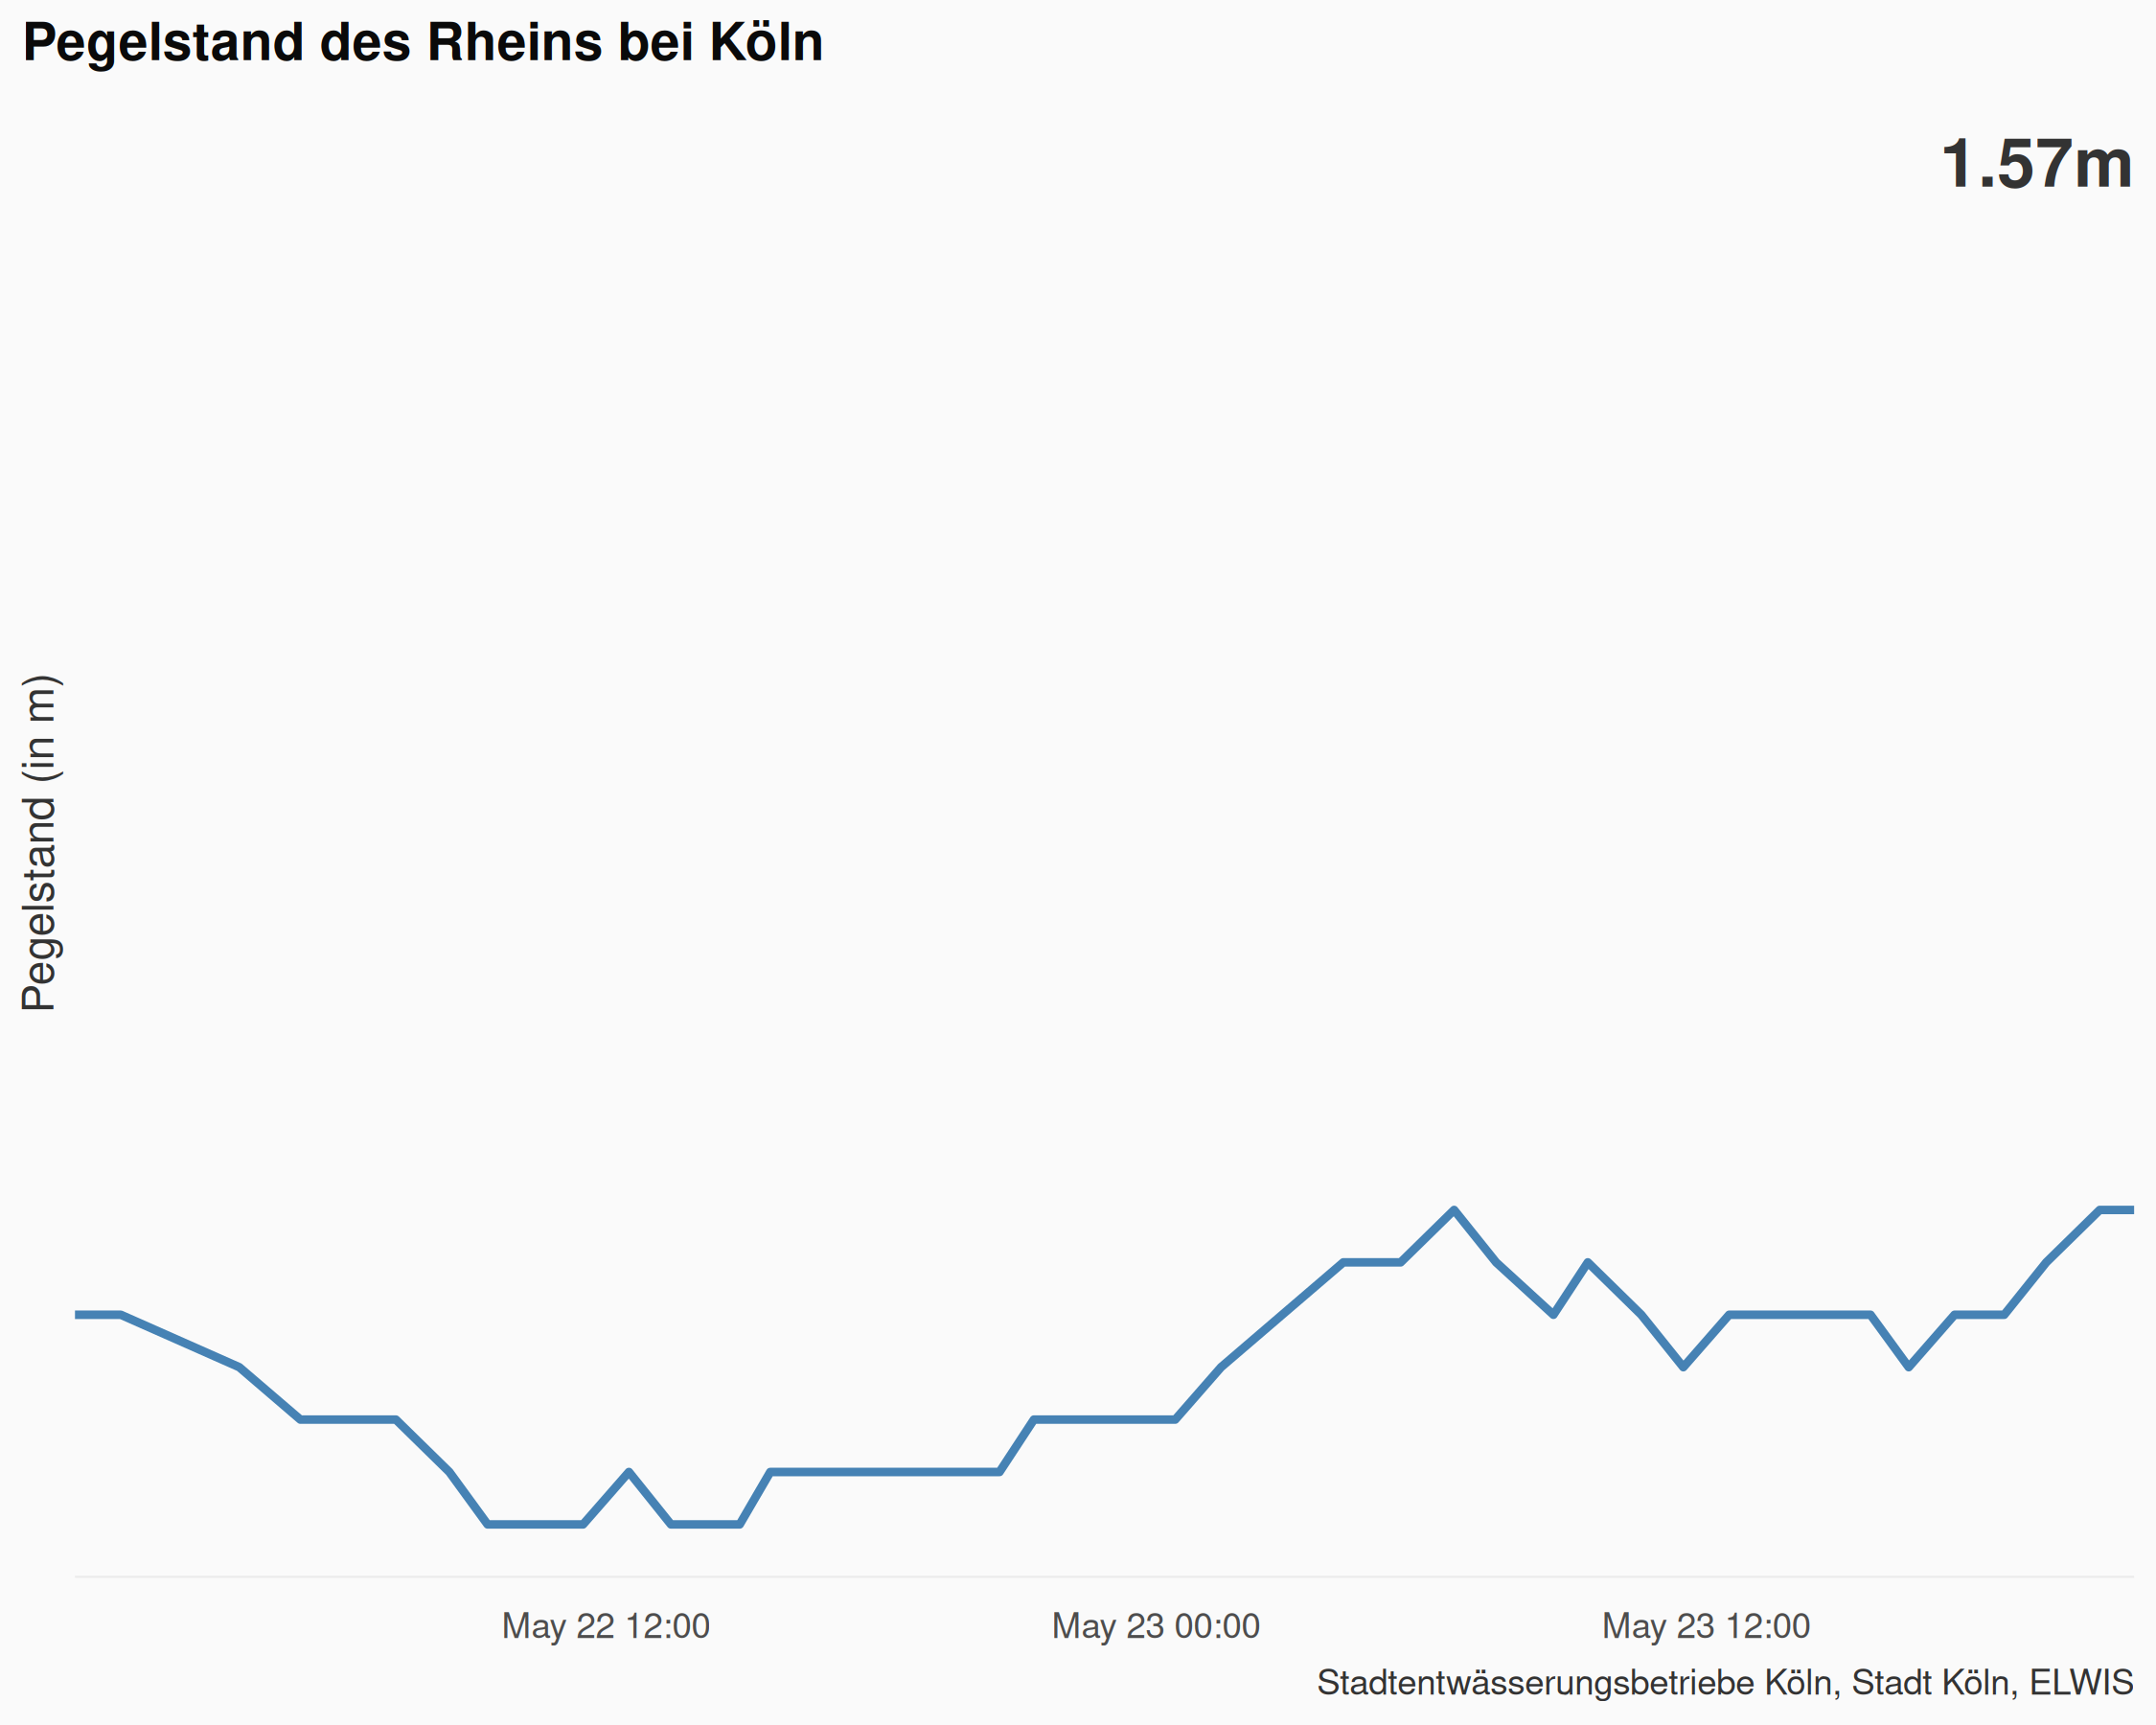 Pegelstand des Rheins bei Köln
1.57m
Pegelstand (in m)
May 22 12:00
May 23 00:00
May 23 12:00
Stadtentwässerungsbetriebe Köln, Stadt Köln, ELWIS